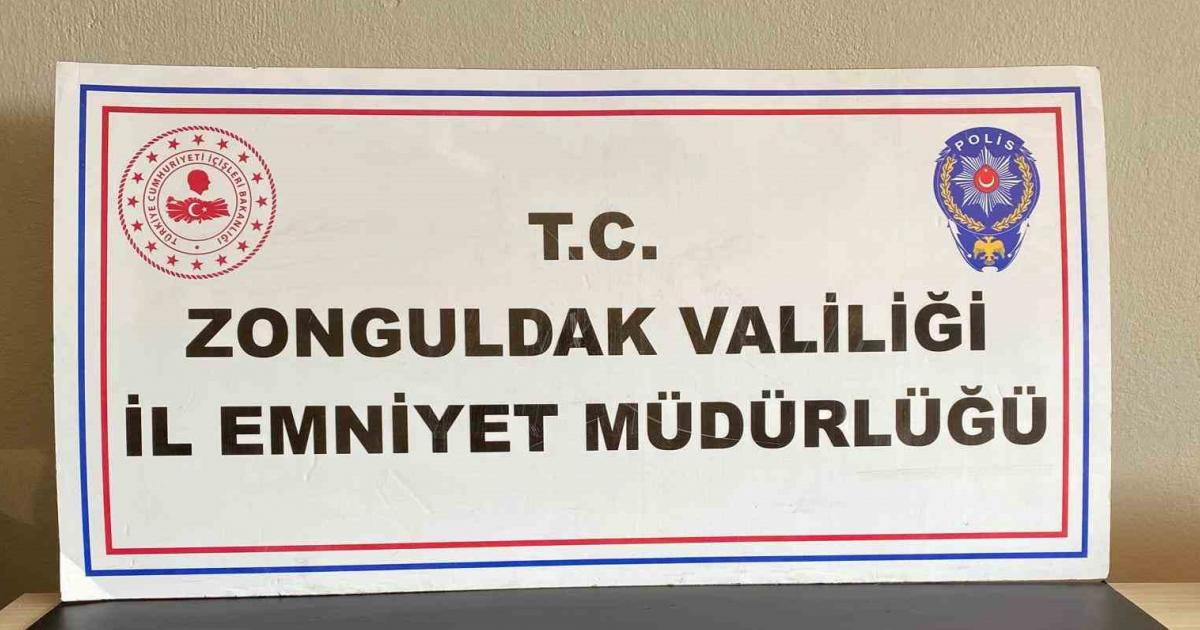 TÜRKİYE CUMHURİYETİ İÇİŞLERİ BAKANLIĞI
POLİS
T.C.
ZONGULDAK VALİLİĞİ
İL EMNİYET MÜDÜRLÜĞÜ